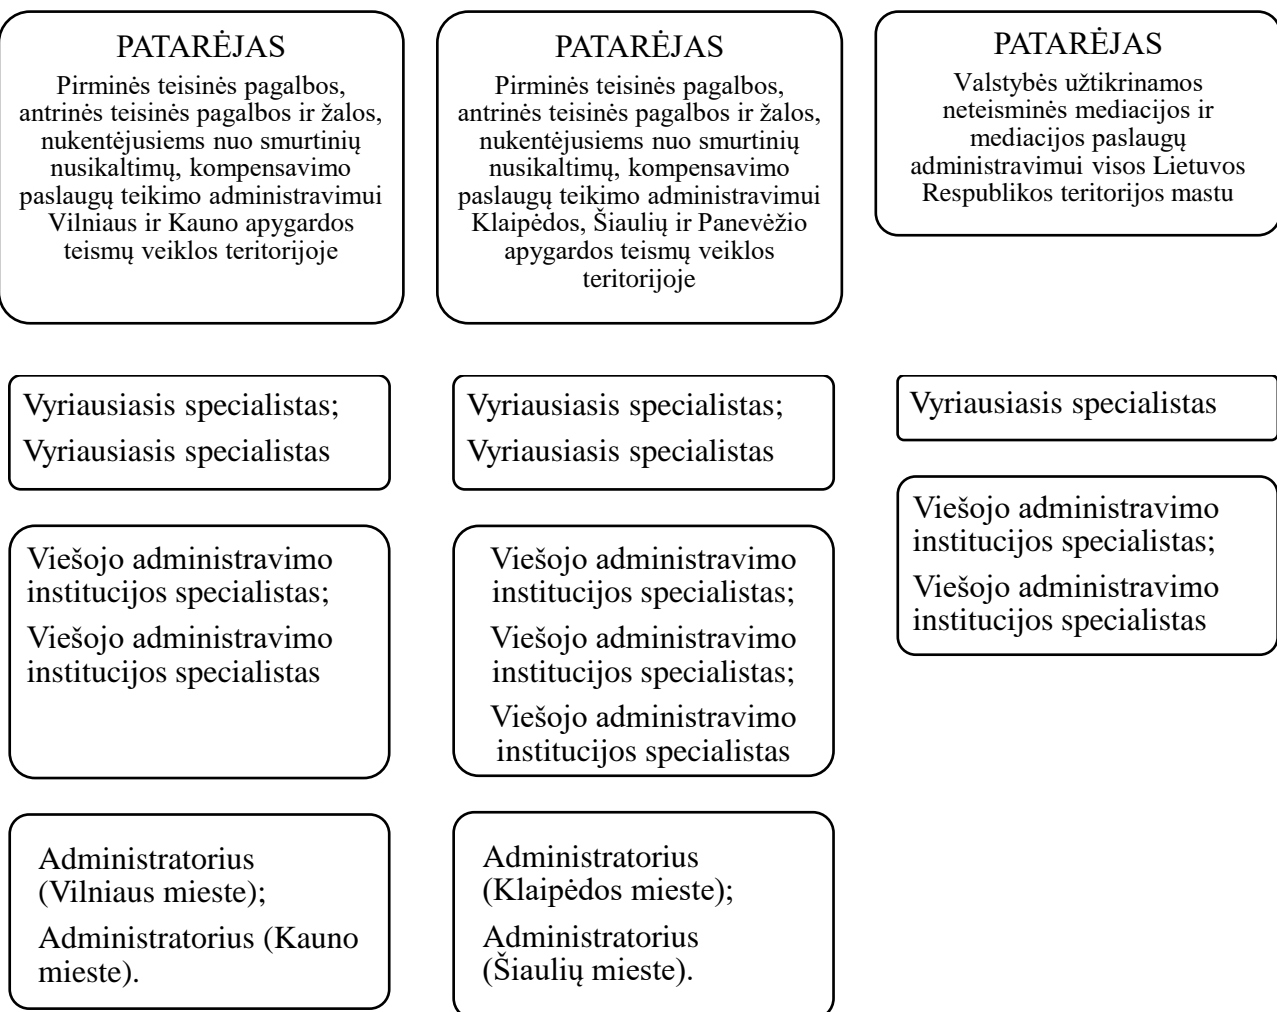 PATARĖJAS
Pirminės teisinės pagalbos,
antrinės teisinės pagalbos ir žalos,
nukentėjusiems nuo smurtinių
nusikaltimų, kompensavimo
paslaugų teikimo administravimui
Vilniaus ir Kauno apygardos
teismų veiklos teritorijoje
PATARĖJAS
Pirminės teisinės pagalbos,
antrinės teisinės pagalbos ir žalos,
nukentėjusiems nuo smurtinių
nusikaltimų, kompensavimo
paslaugų teikimo administravimui
Klaipėdos, Šiaulių ir Panevėžio
apygardos teismų veiklos
teritorijoje
PATARĖJAS
Valstybės užtikrinamos
neteisminės mediacijos ir
mediacijos paslaugų
administravimui visos Lietuvos
Respublikos teritorijos mastu
Vyriausiasis specialistas;
Vyriausiasis specialistas
Vyriausiasis specialistas;
Vyriausiasis specialistas
Vyriausiasis specialistas
Viešojo administravimo
institucijos specialistas;
Viešojo administravimo
institucijos specialistas
Viešojo administravimo
institucijos specialistas;
Viešojo administravimo
institucijos specialistas;
Viešojo administravimo
institucijos specialistas
Viešojo administravimo
institucijos specialistas;
Viešojo administravimo
institucijos specialistas
Administratorius
(Vilniaus mieste);
Administratorius (Kauno
mieste).
Administratorius
(Klaipėdos mieste);
Administratorius
(Šiaulių mieste).